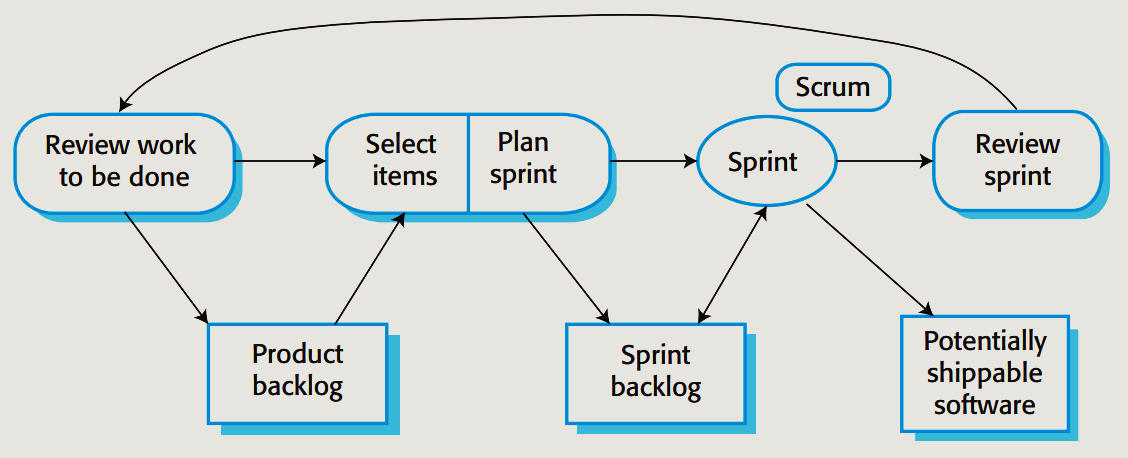 Scrum
Review work
to be done
Select
items
Plan
sprint
Sprint
Review
sprint
Product
backlog
Sprint
backlog
Potentially
shippable
software